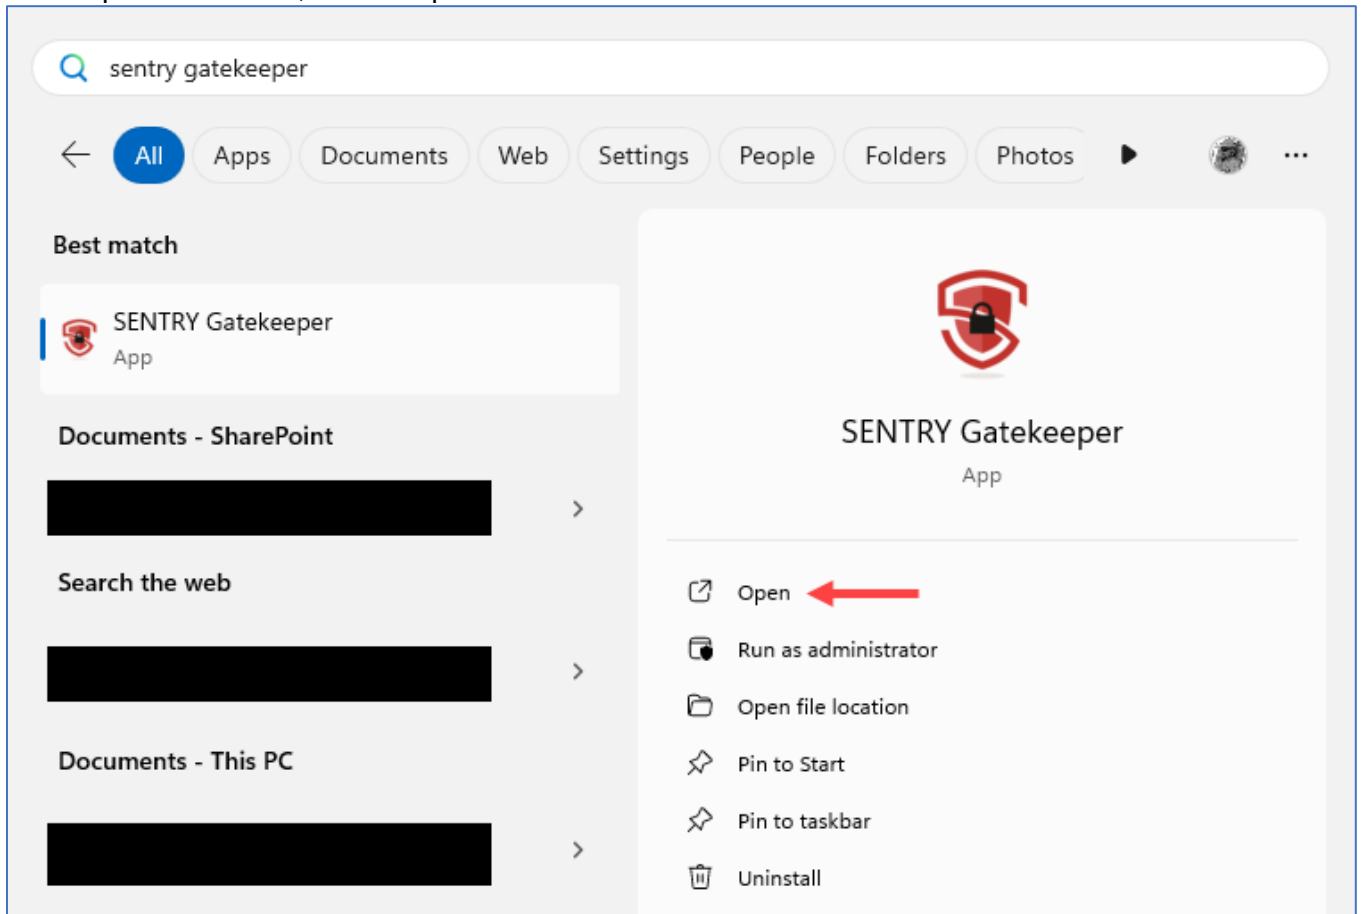 sentry gatekeeper
All Apps Documents Web Settings People Folders Photos
Best match
SENTRY Gatekeeper
App
Documents - SharePoint
Search the web
Documents - This PC
SENTRY Gatekeeper
App
Open
Run as administrator
Open file location
Pin to Start
Pin to taskbar
Uninstall